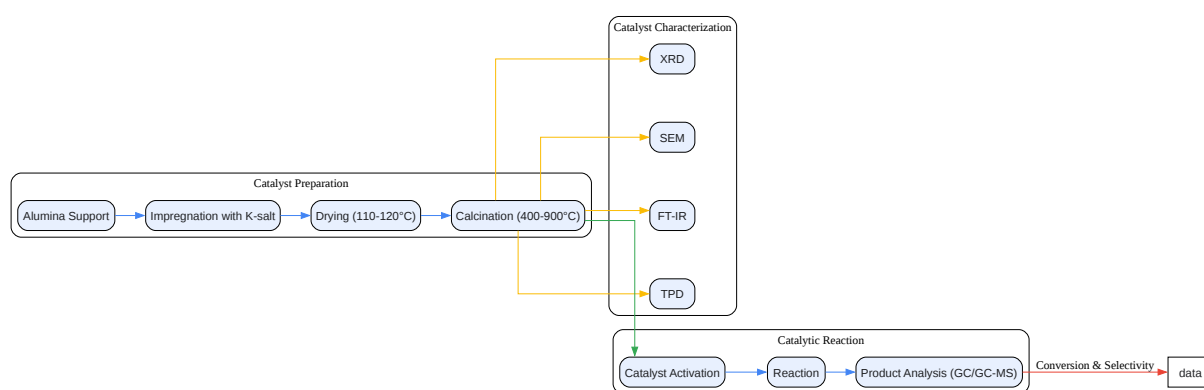 Catalyst Characterization
XRD
SEM
Catalyst Preparation
Alumina Support
Impregnation with K-salt
Drying (110-120°C)
Calcination (400-900°C)
FT-IR
TPD
Catalytic Reaction
Catalyst Activation
Reaction
Product Analysis (GC/GC-MS)
Conversion & Selectivity
data